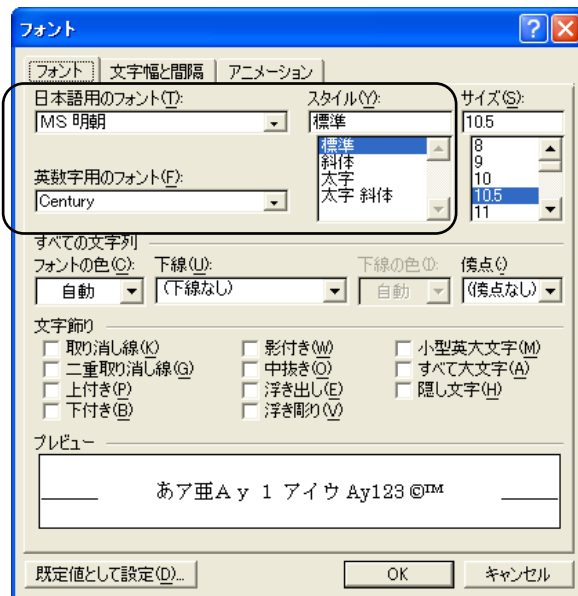 フォント
フォント 文字幅と間隔 アニメーション
日本語用のフォント(T): スタイル(Y): サイズ(S):
MS 明朝 標準 10.5
標準 8
斜体 9
太字 10
太字 斜体 10.5
11
英数字用のフォント(F):
Century
すべての文字列
フォントの色(C): 下線(U): 下線の色(I): 傍点(·)
自動 (下線なし) 自動 (傍点なし)
文字飾り
取り消し線(K) 影付き(W) 小型英大文字(M)
二重取り消し線(G) 中抜き(O) すべて大文字(A)
上付き(P) 浮き出し(E) 隠し文字(H)
下付き(B) 浮き彫り(V)
プレビュー
あア亜Ay 1 アイウ Ay123 ©™
既定値として設定(D)... OK キャンセル